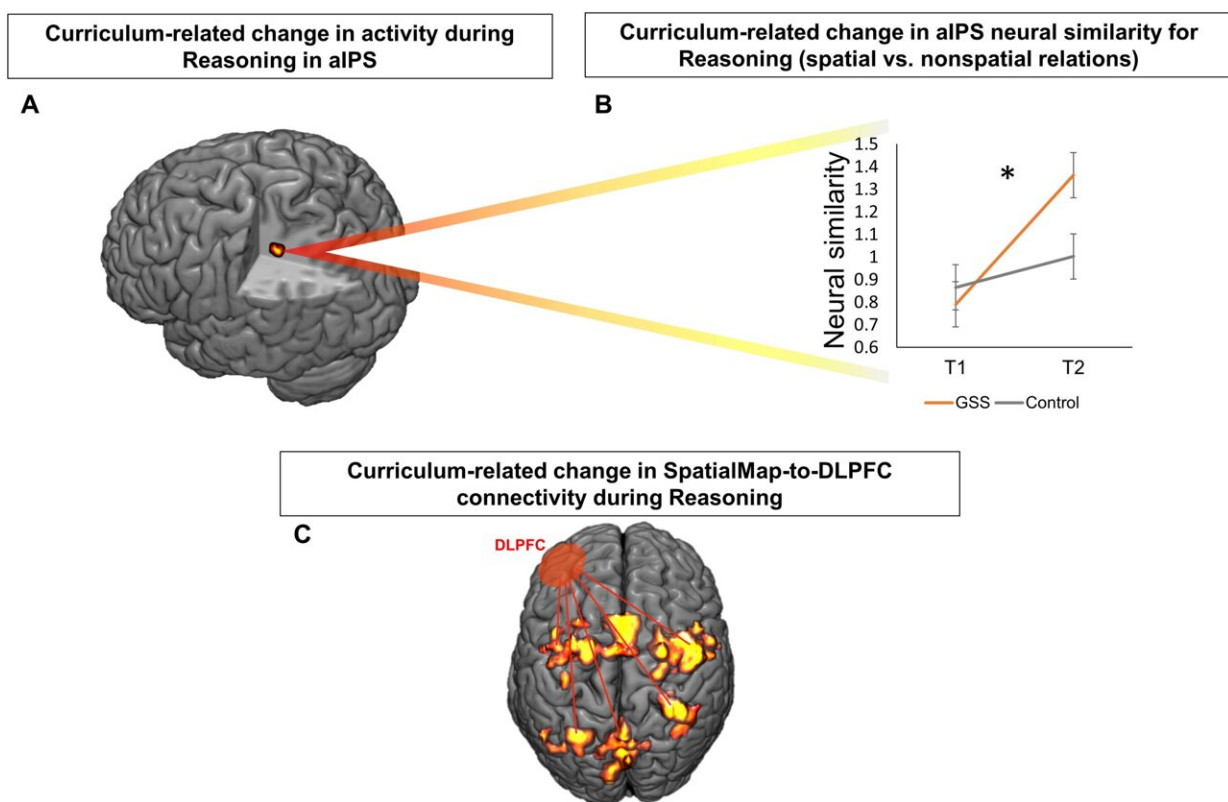 Curriculum-related change in activity during
Reasoning in aIPS
Curriculum-related change in aIPS neural similarity for
Reasoning (spatial vs. nonspatial relations)
A
B
Neural similarity
1.5
1.4
1.3
1.2
1.1
1
0.9
0.8
0.7
0.6
*
T1 T2
GSS Control
Curriculum-related change in SpatialMap-to-DLPFC
connectivity during Reasoning
C
DLPFC